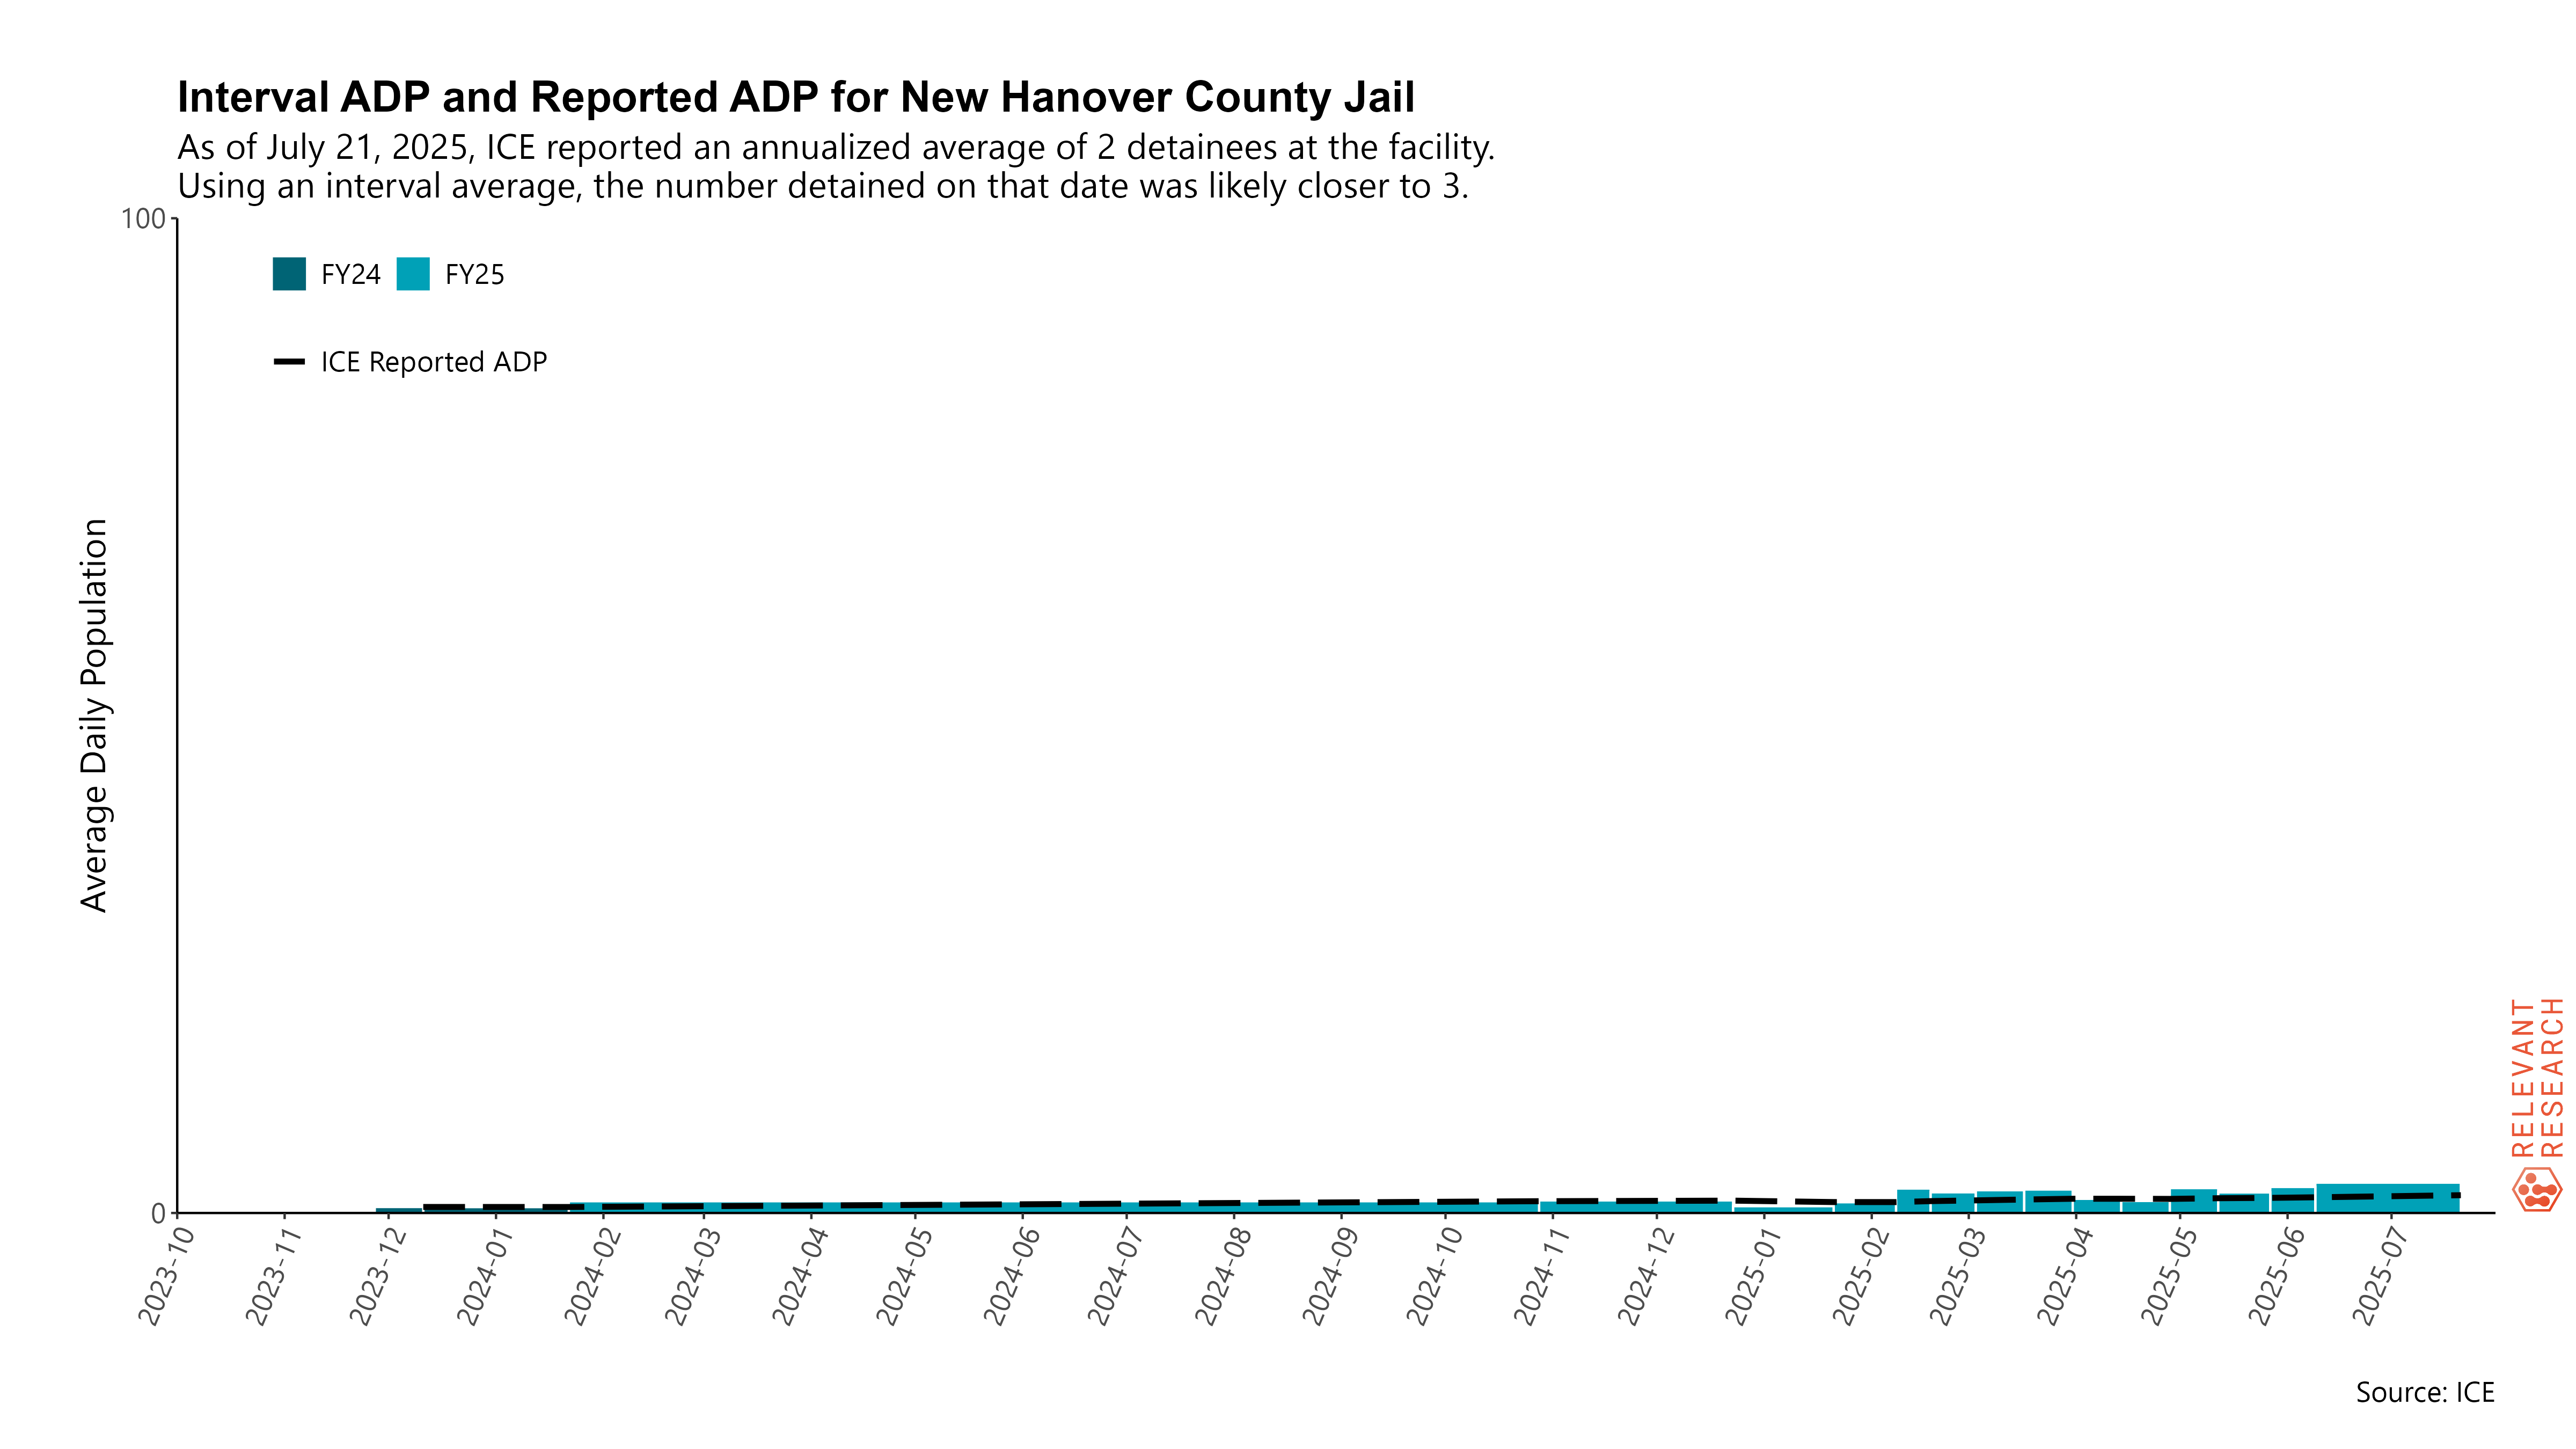 Interval ADP and Reported ADP for New Hanover County Jail
As of July 21, 2025, ICE reported an annualized average of 2 detainees at the facility.
Using an interval average, the number detained on that date was likely closer to 3.
100
FY24 FY25
ICE Reported ADP
Average Daily Population
0
2023-10 2023-11 2023-12 2024-01 2024-02 2024-03 2024-04 2024-05 2024-06 2024-07 2024-08 2024-09 2024-10 2024-11 2024-12 2025-01 2025-02 2025-03 2025-04 2025-05 2025-06 2025-07
RELEVANT
RESEARCH
Source: ICE